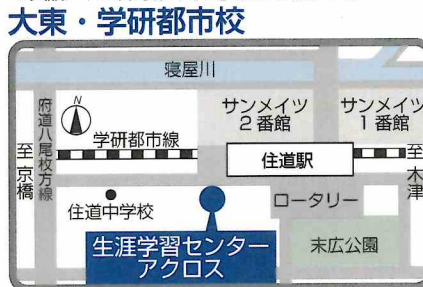 大東・学研都市校
寝屋川
府道八尾枚方線
N
サンメイツ
2番館
サンメイツ
1番館
学研都市線
至京橋
住道駅
至木津
住道中学校
ロータリー
生涯学習センター
アクロス
末広公園